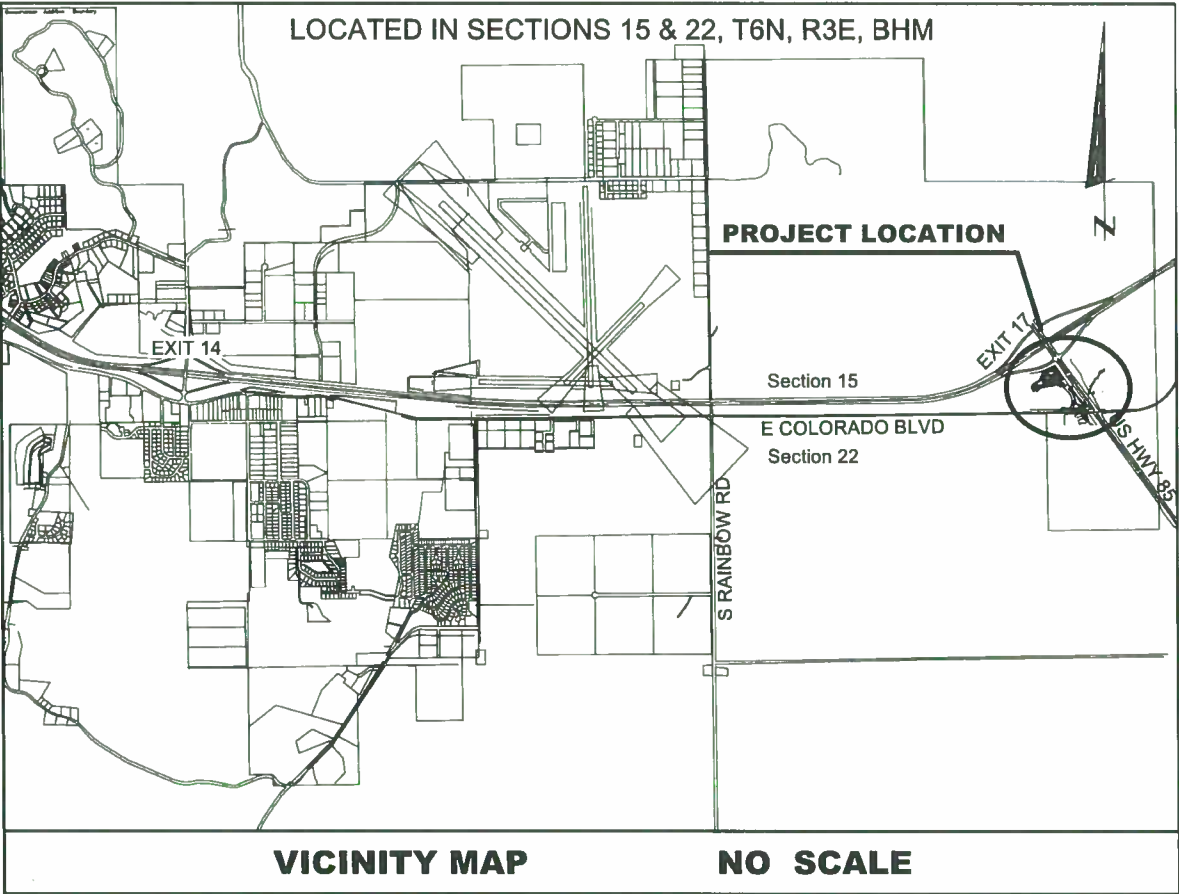 LOCATED IN SECTIONS 15 & 22, T6N, R3E, BHM
N
PROJECT LOCATION
EXIT 17
EXIT 14
Section 15
E COLORADO BLVD
Section 22
US HWY 85
S RAINBOW RD
VICINITY MAP
NO SCALE